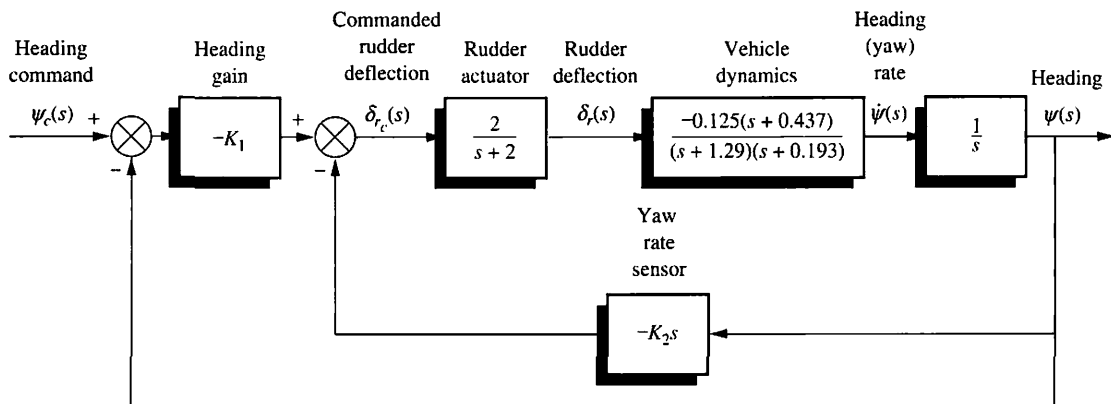 Heading
command
ψc(s)
+
-
Heading
gain
-K1
+
-
Commanded
rudder
deflection
δrc(s)
Rudder
actuator
2
s + 2
Rudder
deflection
δr(s)
Vehicle
dynamics
-0.125(s + 0.437)
(s + 1.29)(s + 0.193)
Heading
(yaw)
rate
ψ̇(s)
1
s
Heading
ψ(s)
Yaw
rate
sensor
-K2s